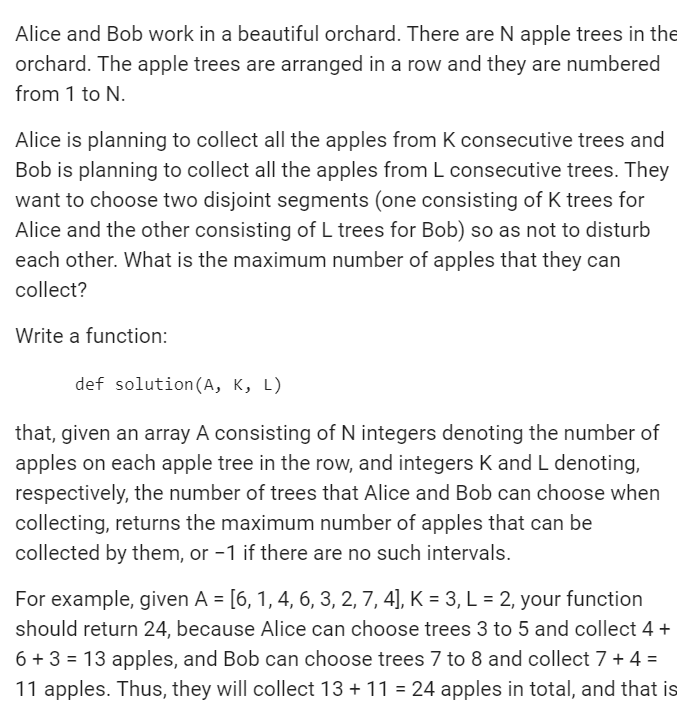 Alice and Bob work in a beautiful orchard. There are N apple trees in the
orchard. The apple trees are arranged in a row and they are numbered
from 1 to N.
Alice is planning to collect all the apples from K consecutive trees and
Bob is planning to collect all the apples from L consecutive trees. They
want to choose two disjoint segments (one consisting of K trees for
Alice and the other consisting of L trees for Bob) so as not to disturb
each other. What is the maximum number of apples that they can
collect?
Write a function:
def solution(A, K, L)
that, given an array A consisting of N integers denoting the number of
apples on each apple tree in the row, and integers K and L denoting,
respectively, the number of trees that Alice and Bob can choose when
collecting, returns the maximum number of apples that can be
collected by them, or −1 if there are no such intervals.
For example, given A = [6, 1, 4, 6, 3, 2, 7, 4], K = 3, L = 2, your function
should return 24, because Alice can choose trees 3 to 5 and collect 4 +
6 + 3 = 13 apples, and Bob can choose trees 7 to 8 and collect 7 + 4 =
11 apples. Thus, they will collect 13 + 11 = 24 apples in total, and that is